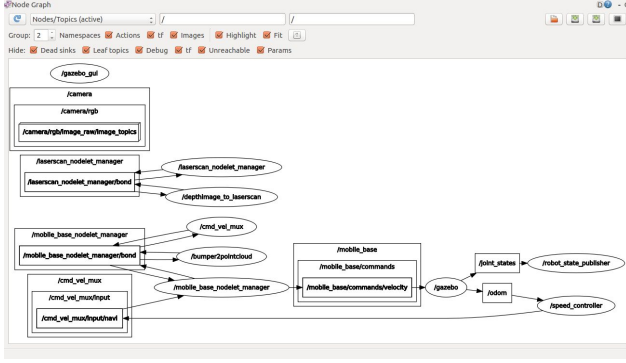 Node Graph
Nodes/Topics (active) / /
Group: 2 Namespaces Actions tf Images Highlight Fit
Hide: Dead sinks Leaf topics Debug tf Unreachable Params
/gazebo_gui
/camera
/camera/rgb
/camera/rgb/image_raw/image_topics
/laserscan_nodelet_manager
/laserscan_nodelet_manager/bond
/laserscan_nodelet_manager
/depthimage_to_laserscan
/mobile_base_nodelet_manager
/mobile_base_nodelet_manager/bond
/cmd_vel_mux
/bumper2pointcloud
/mobile_base_nodelet_manager
/cmd_vel_mux
/cmd_vel_mux/input
/cmd_vel_mux/input/navi
/mobile_base
/mobile_base/commands
/mobile_base/commands/velocity
/gazebo
/joint_states
/robot_state_publisher
/odom
/speed_controller